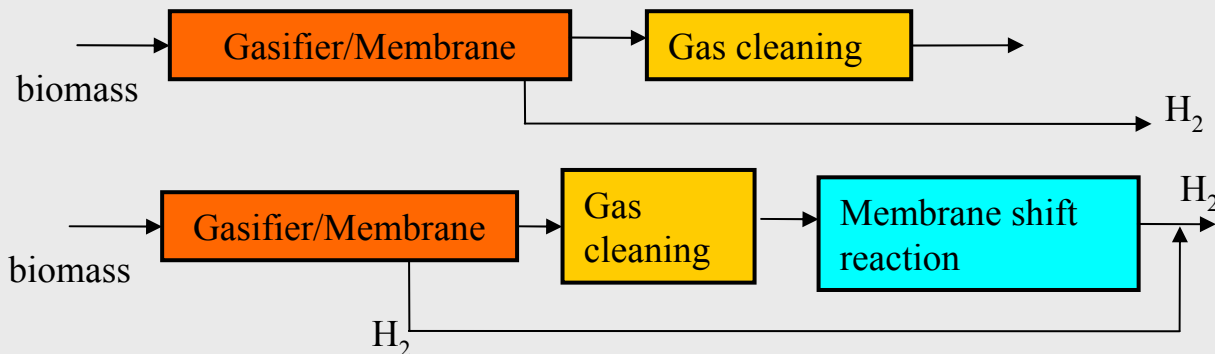 Gasifier/Membrane
Gas cleaning
biomass
H₂
Gasifier/Membrane
Gas
cleaning
Membrane shift
reaction
H₂
biomass
H₂